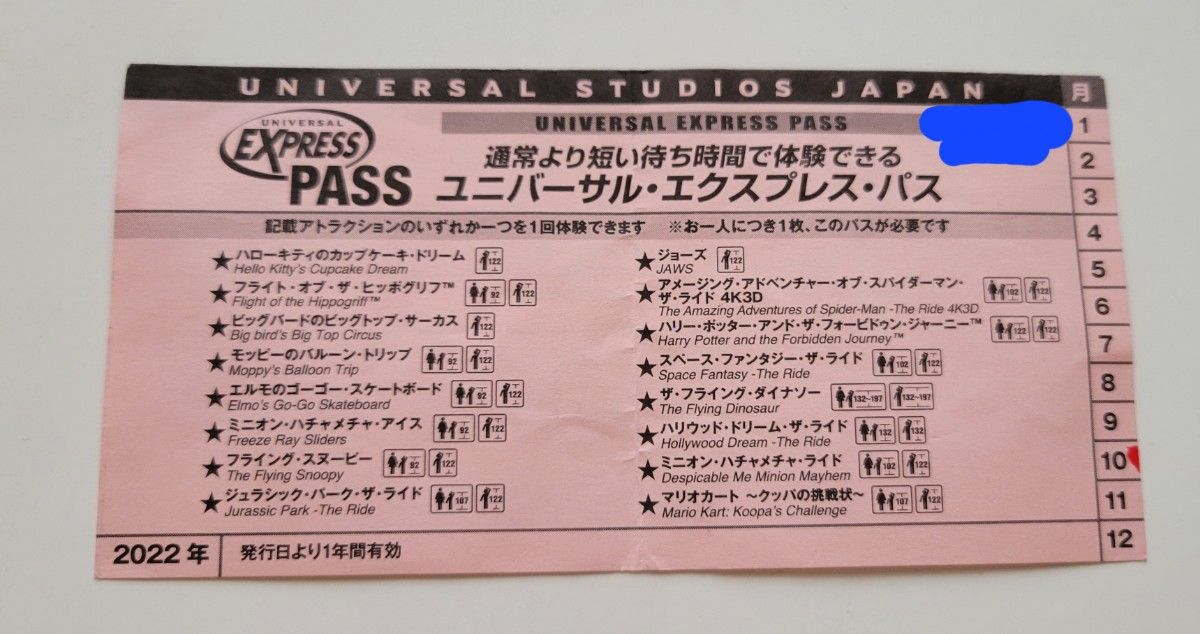 UNIVERSAL STUDIOS JAPAN
月
UNIVERSAL
EXPRESS
PASS
UNIVERSAL EXPRESS PASS
通常より短い待ち時間で体験できる
ユニバーサル・エクスプレス・パス
記載アトラクションのいずれか一つを1回体験できます ※お一人につき1枚、このパスが必要です
★ハローキティのカップケーキ・ドリーム 122
Hello Kitty's Cupcake Dream
★フライト・オブ・ザ・ヒッポグリフ™ 92 122
Flight of the Hippogriff™
★ビッグバードのビッグトップ・サーカス 122
Big bird's Big Top Circus
★モッピーのバルーン・トリップ 92 122
Moppy's Balloon Trip
★エルモのゴーゴー・スケートボード 92 122
Elmo's Go-Go Skateboard
★ミニオン・ハチャメチャ・アイス 92 122
Freeze Ray Sliders
★フライング・スヌーピー 92 122
The Flying Snoopy
★ジュラシック・パーク・ザ・ライド 107 122
Jurassic Park -The Ride
★ジョーズ 122
JAWS
★アメージング・アドベンチャー・オブ・スパイダーマン・
ザ・ライド 4K3D 102 122
The Amazing Adventures of Spider-Man -The Ride 4K3D
★ハリー・ポッター・アンド・ザ・フォービドゥン・ジャーニー™ 122 122
Harry Potter and the Forbidden Journey™
★スペース・ファンタジー・ザ・ライド 102 122
Space Fantasy -The Ride
★ザ・フライング・ダイナソー 132~197 132~197
The Flying Dinosaur
★ハリウッド・ドリーム・ザ・ライド 132 132
Hollywood Dream -The Ride
★ミニオン・ハチャメチャ・ライド 102 122
Despicable Me Minion Mayhem
★マリオカート ～クッパの挑戦状～ 107 122
Mario Kart: Koopa's Challenge
1
2
3
4
5
6
7
8
9
10
11
12
2022年 発行日より1年間有効